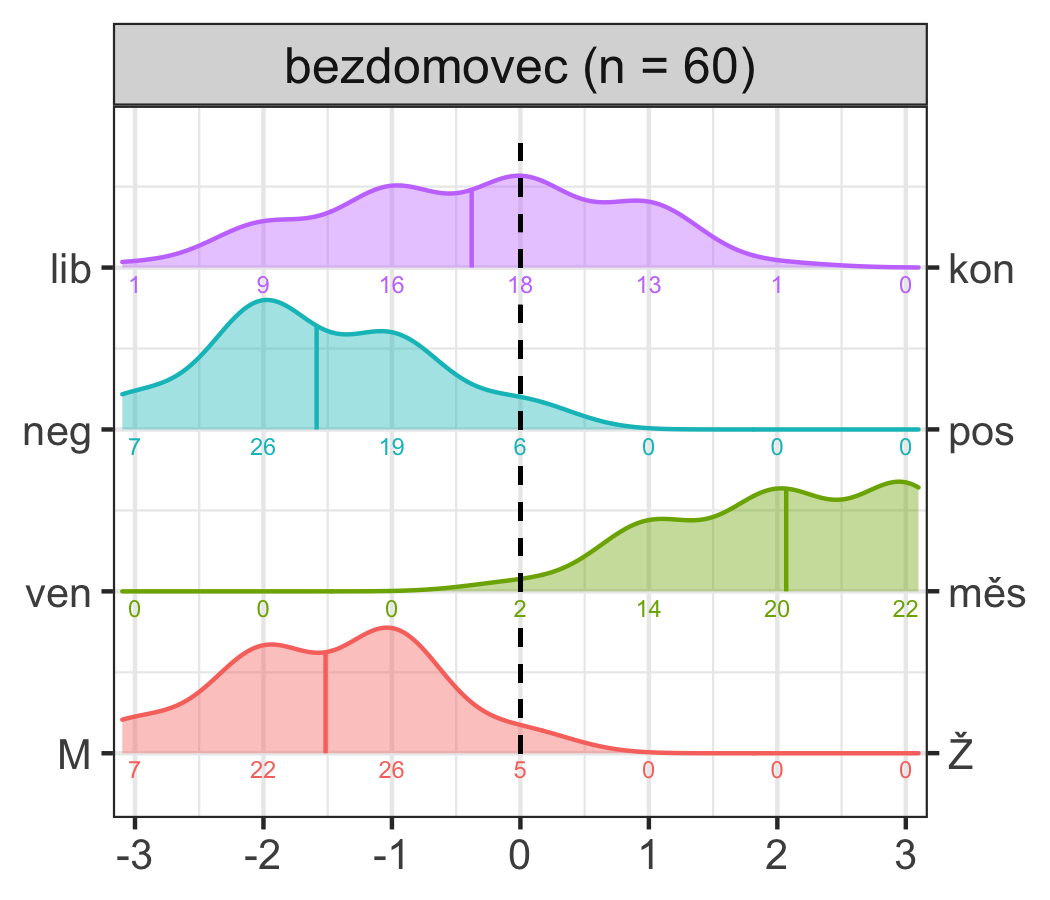 bezdomovec (n = 60)
lib kon
1 9 16 18 13 1 0
neg pos
7 26 19 6 0 0 0
ven měs
0 0 0 2 14 20 22
M Ž
7 22 26 5 0 0 0
-3 -2 -1 0 1 2 3